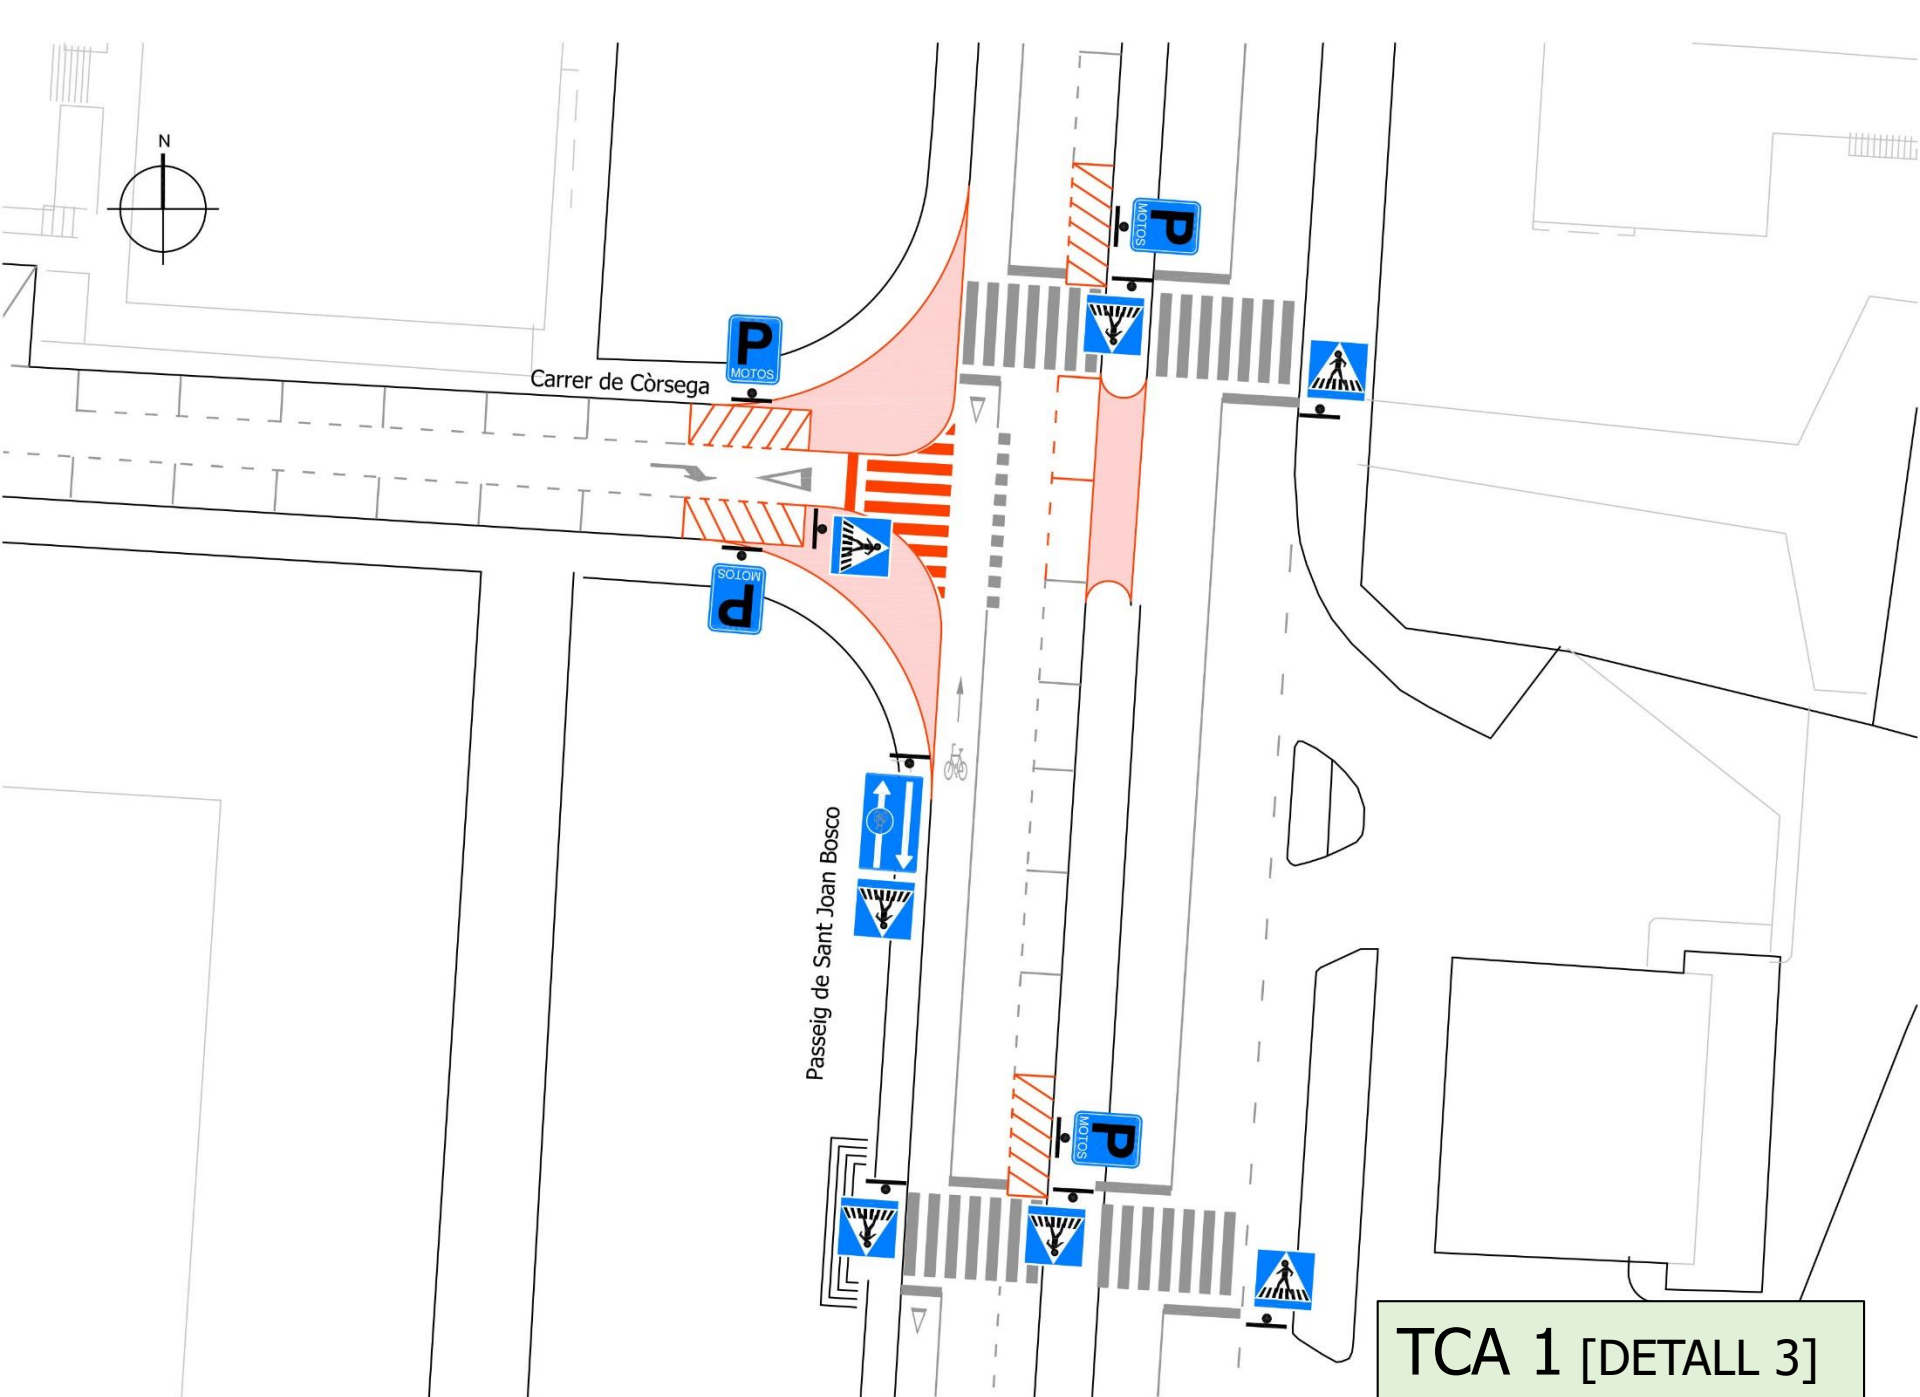 N
P
MOTOS
P
MOTOS
Carrer de Còrsega
P
MOTOS
Passeig de Sant Joan Bosco
P
MOTOS
TCA 1 [DETALL 3]